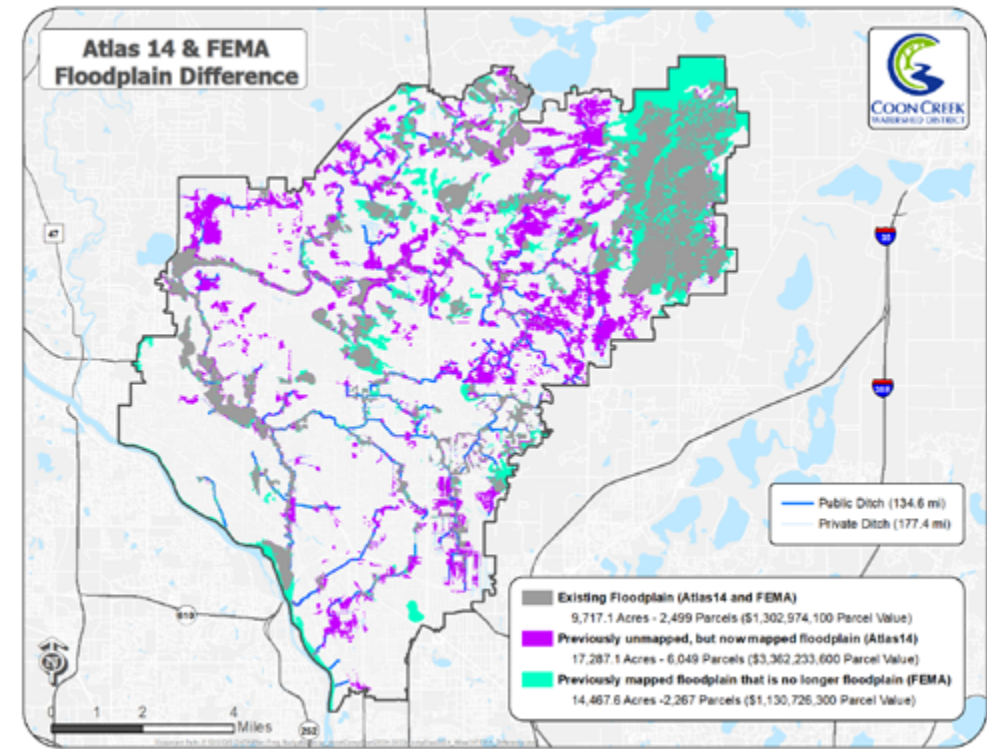 Atlas 14 & FEMA
Floodplain Difference
COON CREEK
WATERSHED DISTRICT
47
35
610
Public Ditch (134.6 mi)
Private Ditch (177.4 mi)
Existing Floodplain (Atlas14 and FEMA)
9,717.1 Acres - 2,499 Parcels ($1,302,974,100 Parcel Value)
Previously unmapped, but now mapped floodplain (Atlas14)
17,287.1 Acres - 6,049 Parcels ($3,362,233,600 Parcel Value)
Previously mapped floodplain that is no longer floodplain (FEMA)
14,467.6 Acres -2,267 Parcels ($1,130,726,300 Parcel Value)
N
0 1 2 4
Miles
252